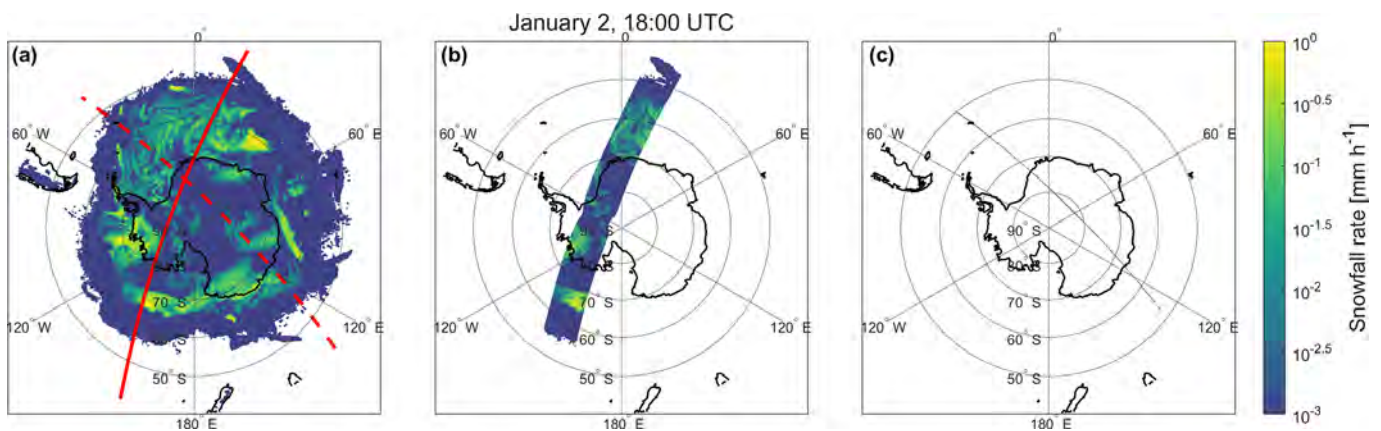 January 2, 18:00 UTC
(a)
0°
60° W
60° E
70° S
50° S
120° W
120° E
180° E
(b)
0°
60° W
60° E
90° S
80° S
70° S
60° S
50° S
120° W
120° E
180° E
(c)
0°
60° W
60° E
90° S
80° S
70° S
60° S
50° S
120° W
120° E
180° E
10⁰
10⁻⁰·⁵
10⁻¹
10⁻¹·⁵
10⁻²
10⁻²·⁵
10⁻³
Snowfall rate [mm h⁻¹]